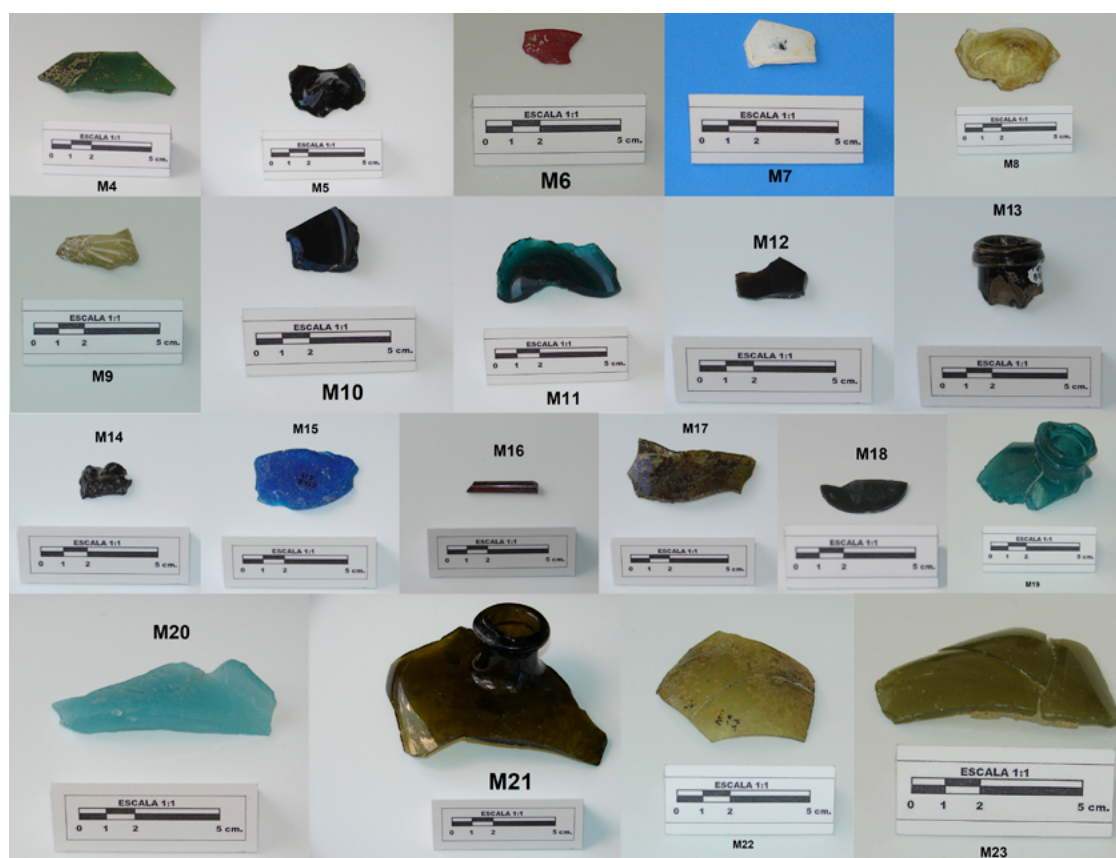 ESCALA 1:1
0 1 2 5 cm.
M4
ESCALA 1:1
0 1 2 5 cm.
M5
ESCALA 1:1
0 1 2 5 cm.
M6
ESCALA 1:1
0 1 2 5 cm.
M7
ESCALA 1:1
0 1 2 5 cm.
M8
ESCALA 1:1
0 1 2 5 cm.
M9
ESCALA 1:1
0 1 2 5 cm.
M10
ESCALA 1:1
0 1 2 5 cm.
M11
M12
ESCALA 1:1
0 1 2 5 cm.
M13
ESCALA 1:1
0 1 2 5 cm.
M14
ESCALA 1:1
0 1 2 5 cm.
M15
ESCALA 1:1
0 1 2 5 cm.
M16
ESCALA 1:1
0 1 2 5 cm.
M17
ESCALA 1:1
0 1 2 5 cm.
M18
ESCALA 1:1
0 1 2 5 cm.
ESCALA 1:1
0 1 2 5 cm.
M19
M20
ESCALA 1:1
0 1 2 5 cm.
M21
ESCALA 1:1
0 1 2 5 cm.
ESCALA 1:1
0 1 2 5 cm.
M22
ESCALA 1:1
0 1 2 5 cm.
M23